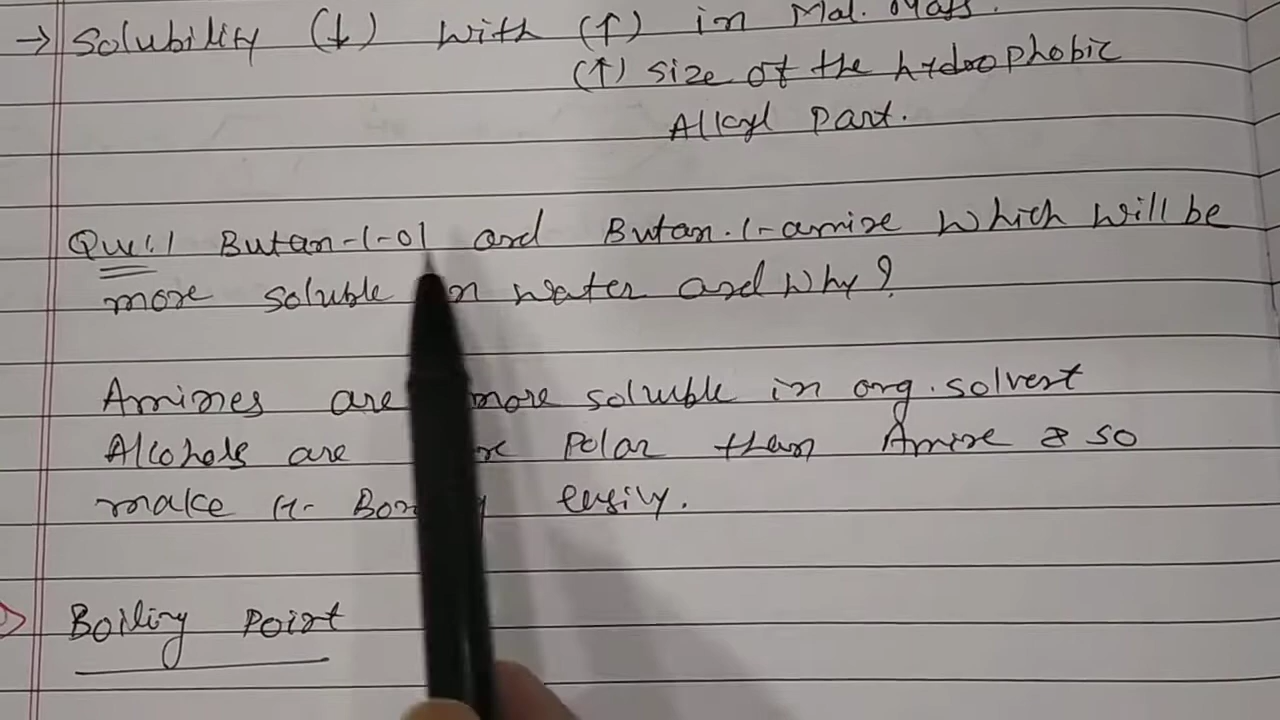 → Solubility (↓) with (↑) in Mol. Mass.
(↑) size of the hydrophobic
Alkyl Part.
Que:1 Butan-1-ol and Butan-1-amine which will be
more soluble in water and why?
Amines are more soluble in org. solvent
Alcohols are Polar than Amine & so
make H- easily.
Boiling Point